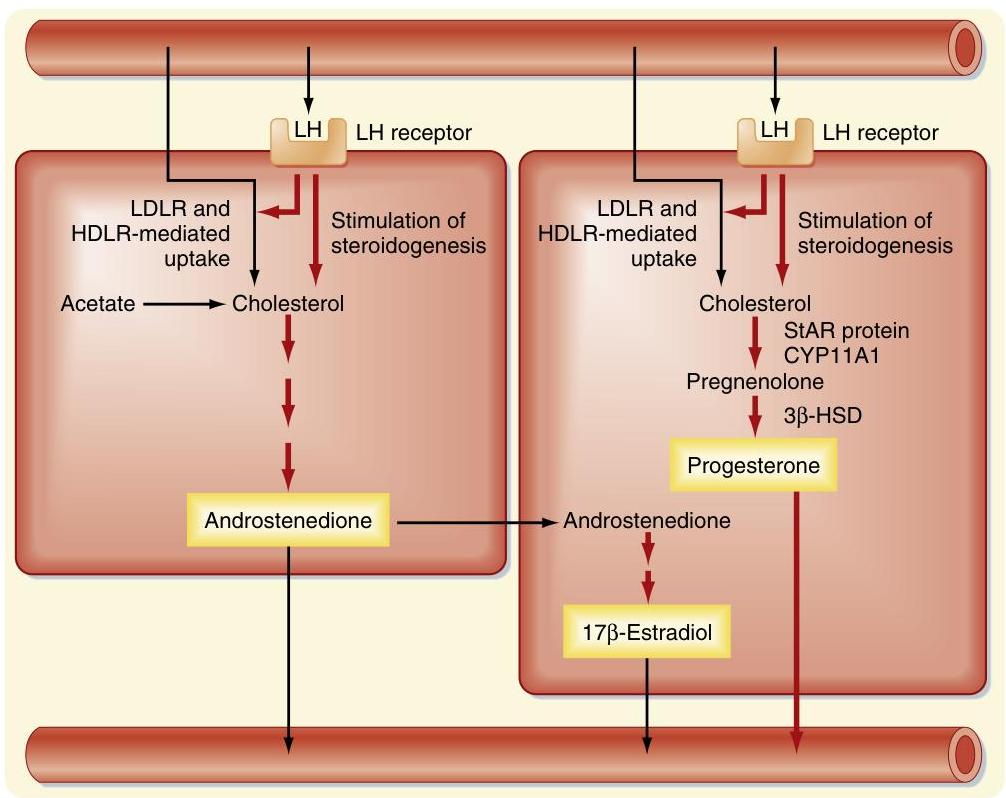 LH
LH receptor
LDLR and
HDLR-mediated
uptake
Stimulation of
steroidogenesis
Acetate
Cholesterol
Androstenedione
LH
LH receptor
LDLR and
HDLR-mediated
uptake
Stimulation of
steroidogenesis
Cholesterol
StAR protein
CYP11A1
Pregnenolone
3β-HSD
Progesterone
Androstenedione
17β-Estradiol